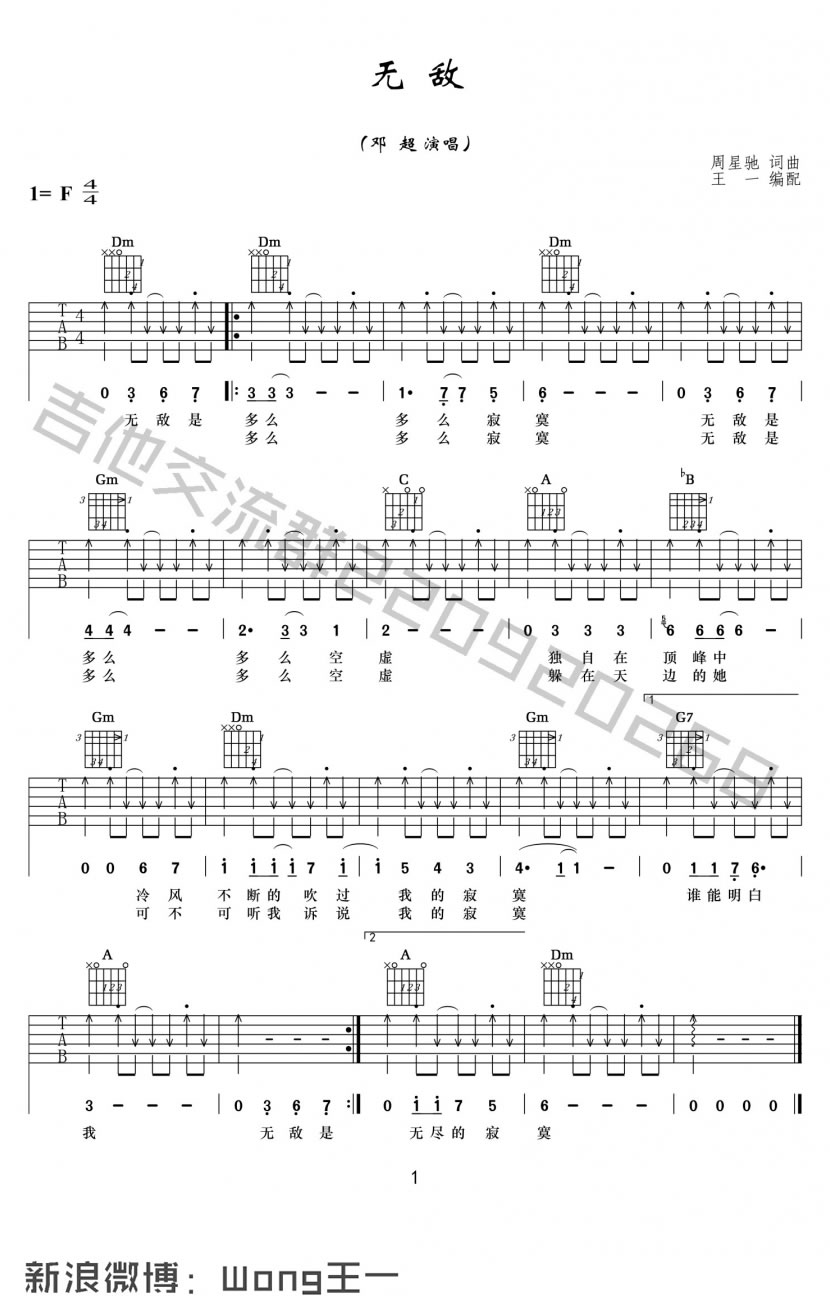 无 敌
(邓 超 演唱)
周星驰 词曲
1= F 4/4
王 一 编配
Dm Dm Dm
T A B 4 4
0 3 6 7 3 3 3 - - 1· 7 7 5 6 - - 0 3 6 7
无敌是 多么 多么寂寞 无敌是
多么 多么寂寞 无敌是
Gm C A ♭B
T A B
4 4 4 - - 2· 3 3 1 2 - - 0 3 3 3 6 6 6 6 -
多么 多么空虚 独自在 顶峰中
多么 多么空虚 躲在天 边的她
1
Gm Dm Gm G7
T A B
0 0 6 7 i i i i 7 i i 5 4 3 4· 1 1 - 0 1 1 7 6·
冷风 不断的吹过 我的寂寞 谁能明白
可不 可听我诉说 我的寂寞
2
A A Dm
T A B
3 - - - 0 3 6 7 0 i i 7 5 6 - - - 0 0 0 0
我 无敌是 无尽的寂寞
1
吉他交流群220920268
新浪微博：Wong王一